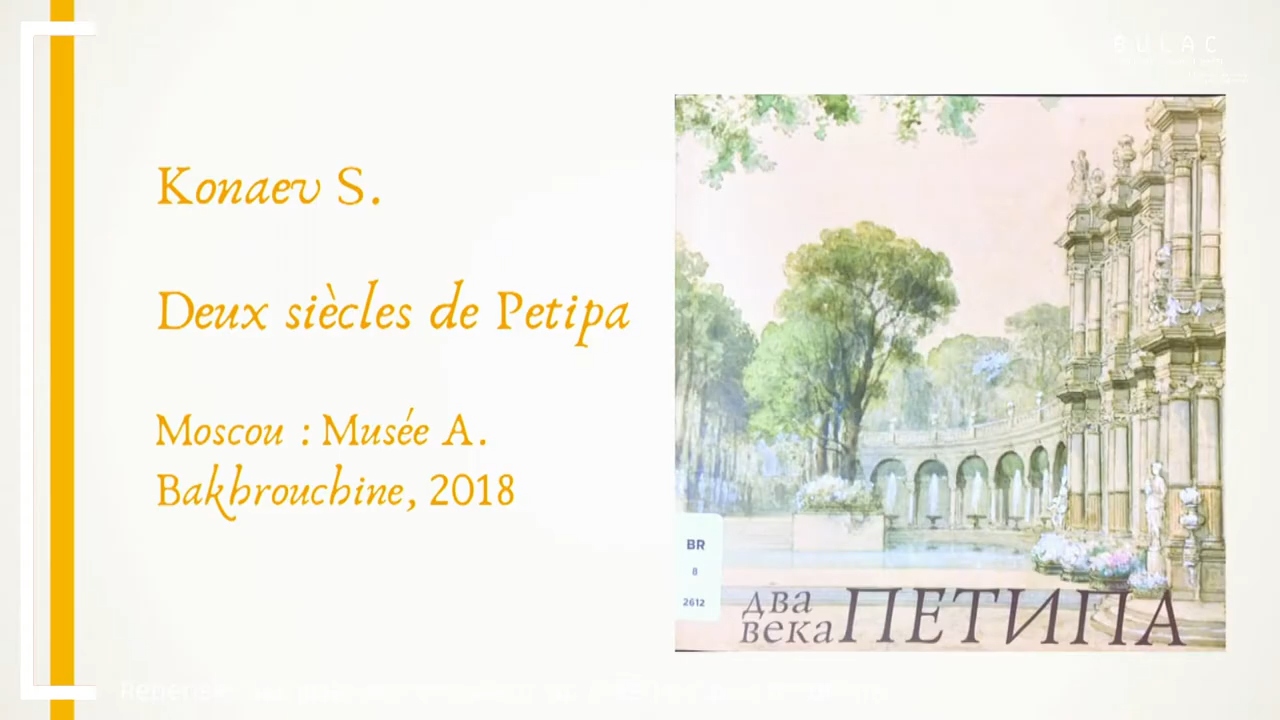 BULAC
Konaev S.
Deux siècles de Petipa
Moscou : Musée A.
Bakhrouchine, 2018
BR
8
2612
два
века ПЕТИПА